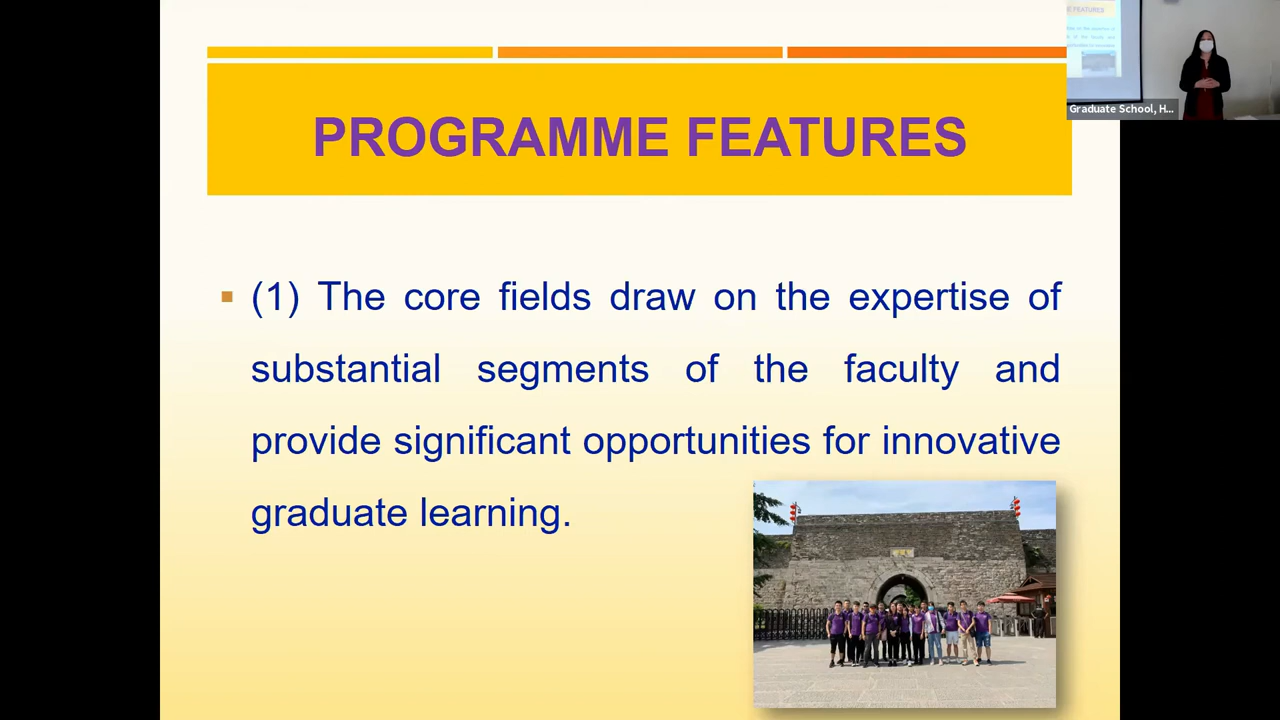 PROGRAMME FEATURES
Graduate School, H...
(1) The core fields draw on the expertise of
substantial segments of the faculty and
provide significant opportunities for innovative
graduate learning.